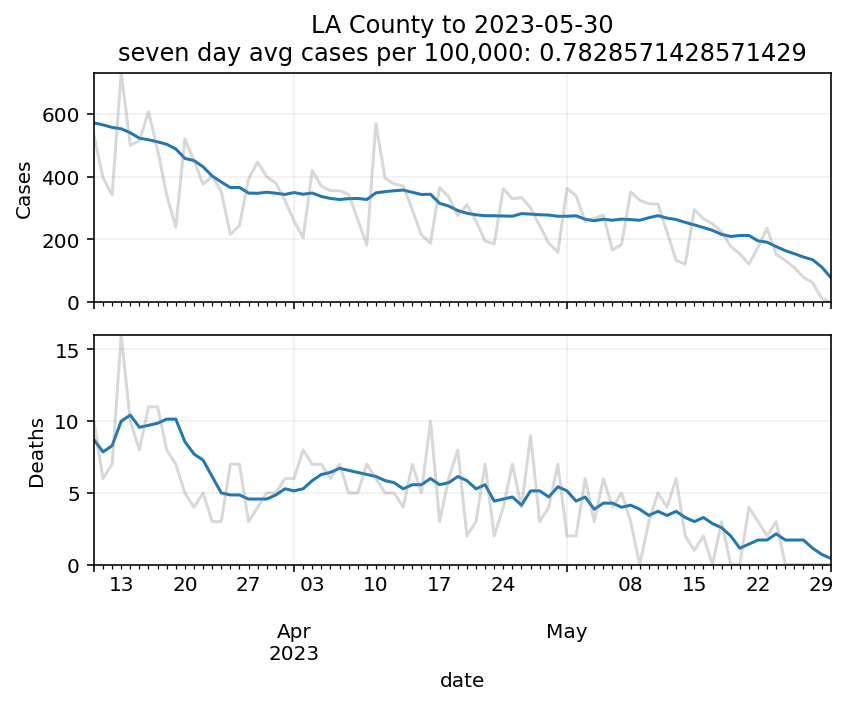 LA County to 2023-05-30
seven day avg cases per 100,000: 0.7828571428571429
600
400
200
0
Cases
15
10
5
0
Deaths
13 20 27 03 10 17 24 08 15 22 29
Apr May
2023
date